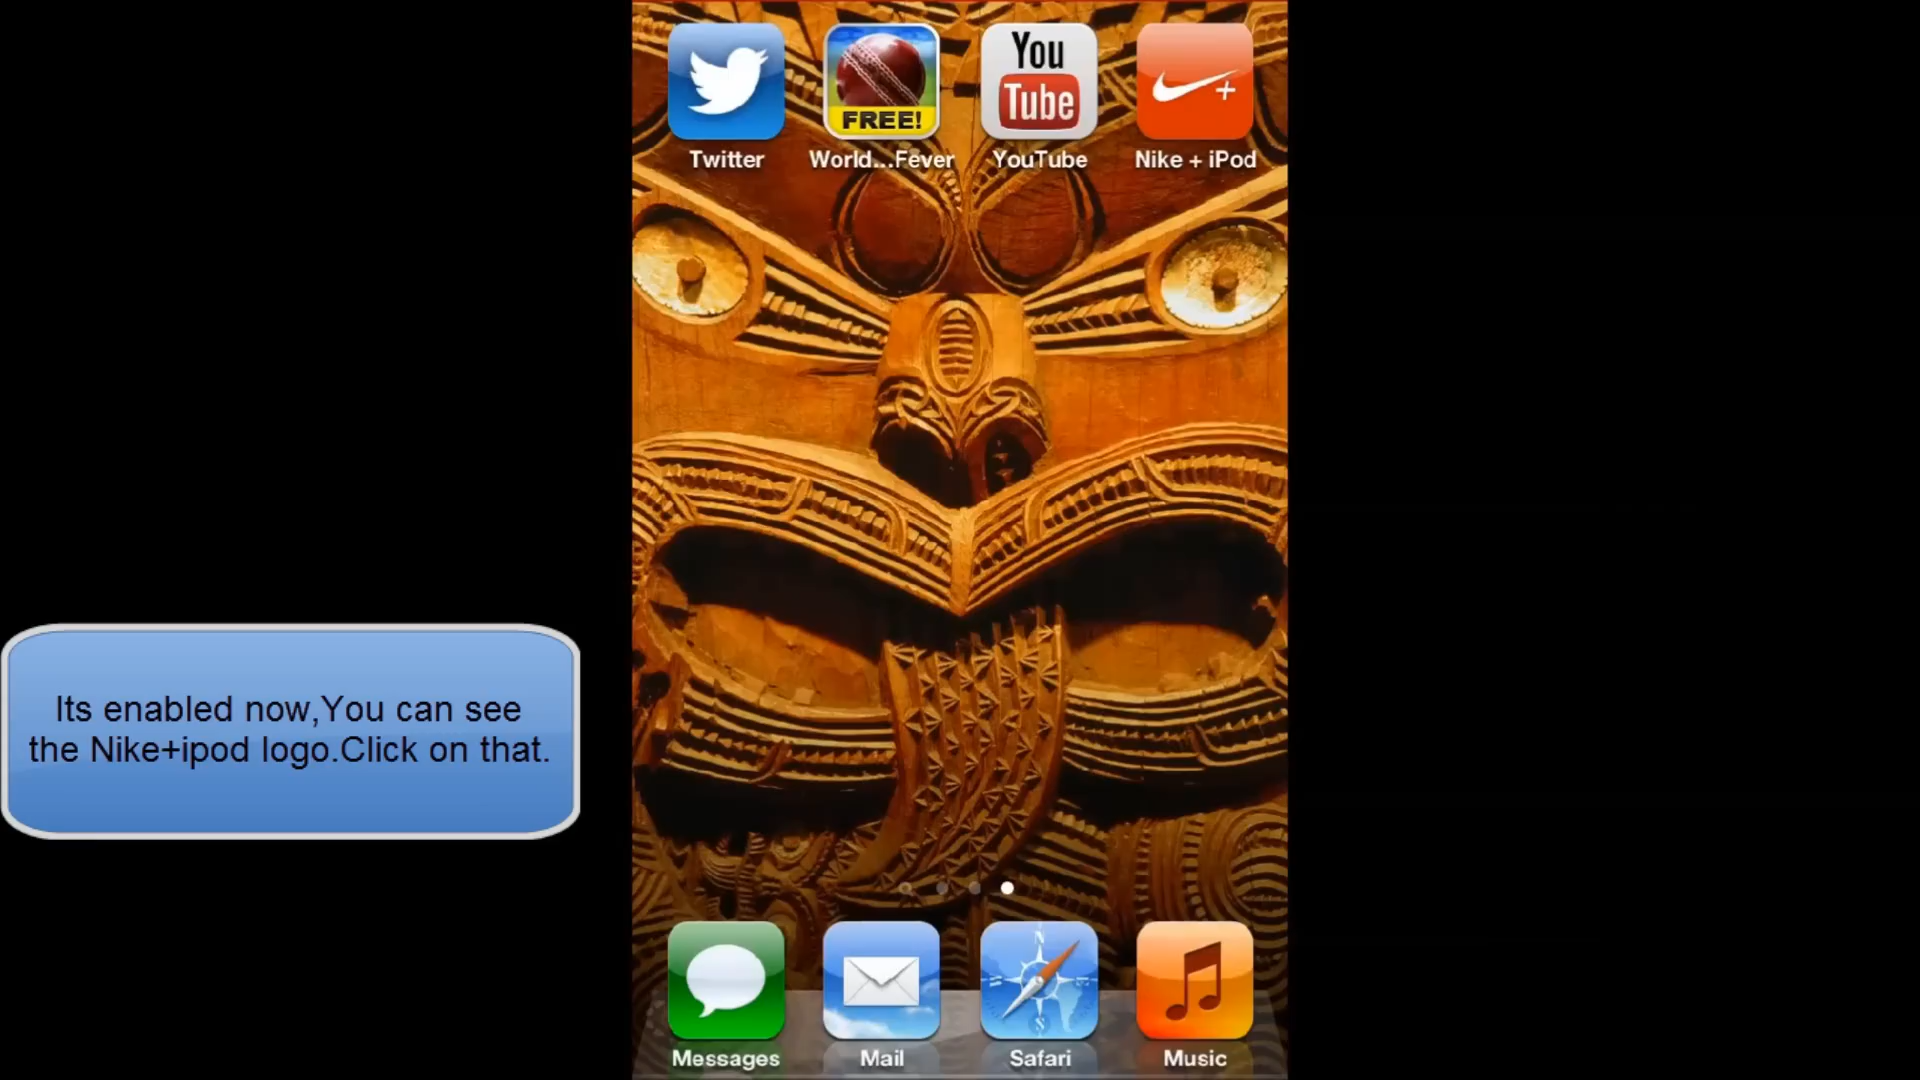 You
Tube
FREE!
Twitter
World...Fever
YouTube
Nike + iPod
Its enabled now,You can see
the Nike+ipod logo.Click on that.
N
S
Messages
Mail
Safari
Music